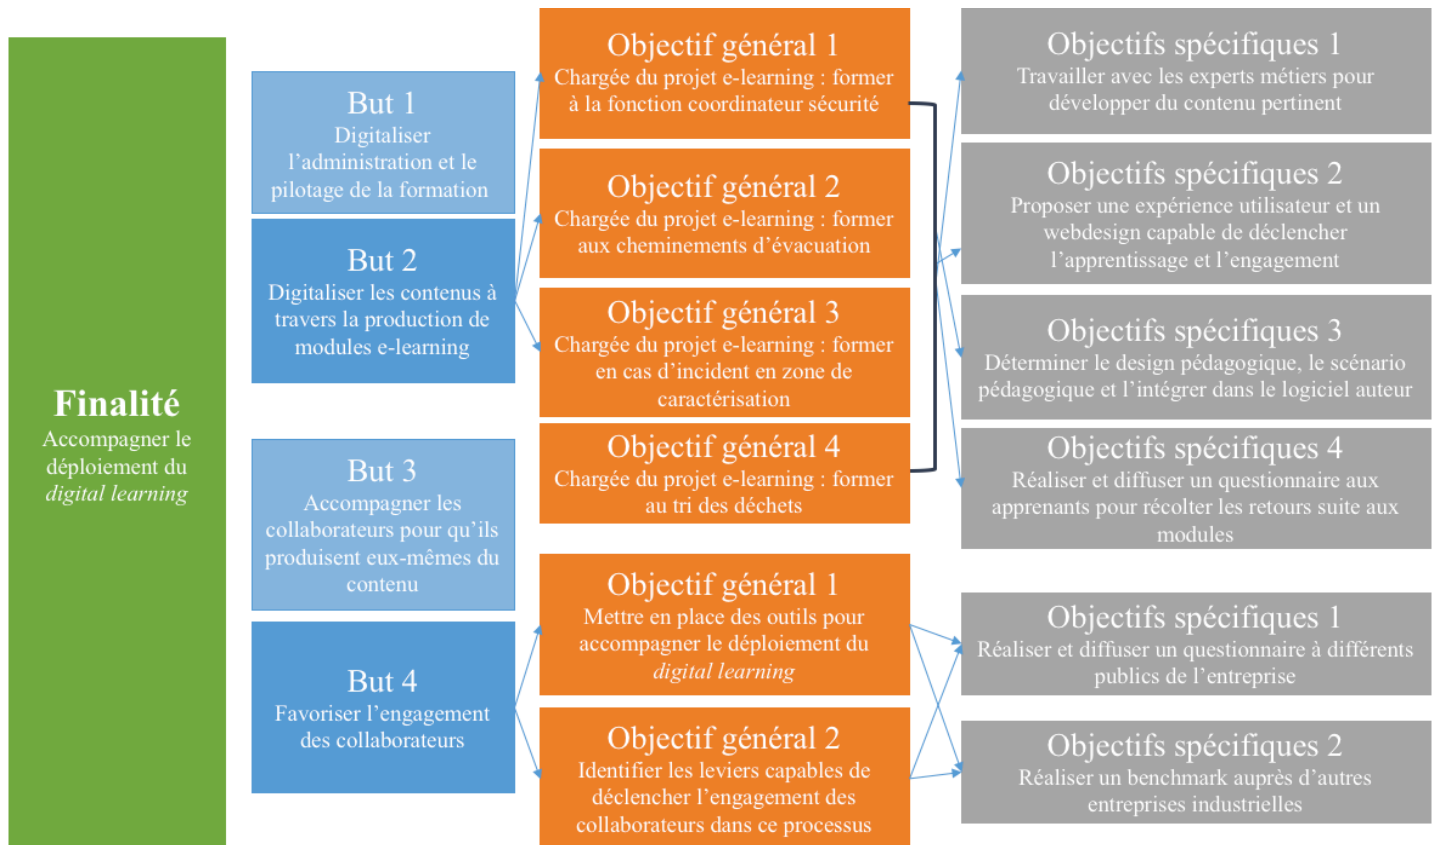 Finalité
Accompagner le
déploiement du
digital learning
But 1
Digitaliser
l’administration et le
pilotage de la formation
But 2
Digitaliser les contenus à
travers la production de
modules e-learning
But 3
Accompagner les
collaborateurs pour qu’ils
produisent eux-mêmes du
contenu
But 4
Favoriser l’engagement
des collaborateurs
Objectif général 1
Chargée du projet e-learning : former
à la fonction coordinateur sécurité
Objectif général 2
Chargée du projet e-learning : former
aux cheminements d’évacuation
Objectif général 3
Chargée du projet e-learning : former
en cas d’incident en zone de
caractérisation
Objectif général 4
Chargée du projet e-learning : former
au tri des déchets
Objectif général 1
Mettre en place des outils pour
accompagner le déploiement du
digital learning
Objectif général 2
Identifier les leviers capables de
déclencher l’engagement des
collaborateurs dans ce processus
Objectifs spécifiques 1
Travailler avec les experts métiers pour
développer du contenu pertinent
Objectifs spécifiques 2
Proposer une expérience utilisateur et un
webdesign capable de déclencher
l’apprentissage et l’engagement
Objectifs spécifiques 3
Déterminer le design pédagogique, le scénario
pédagogique et l’intégrer dans le logiciel auteur
Objectifs spécifiques 4
Réaliser et diffuser un questionnaire aux
apprenants pour récolter les retours suite aux
modules
Objectifs spécifiques 1
Réaliser et diffuser un questionnaire à différents
publics de l’entreprise
Objectifs spécifiques 2
Réaliser un benchmark auprès d’autres
entreprises industrielles